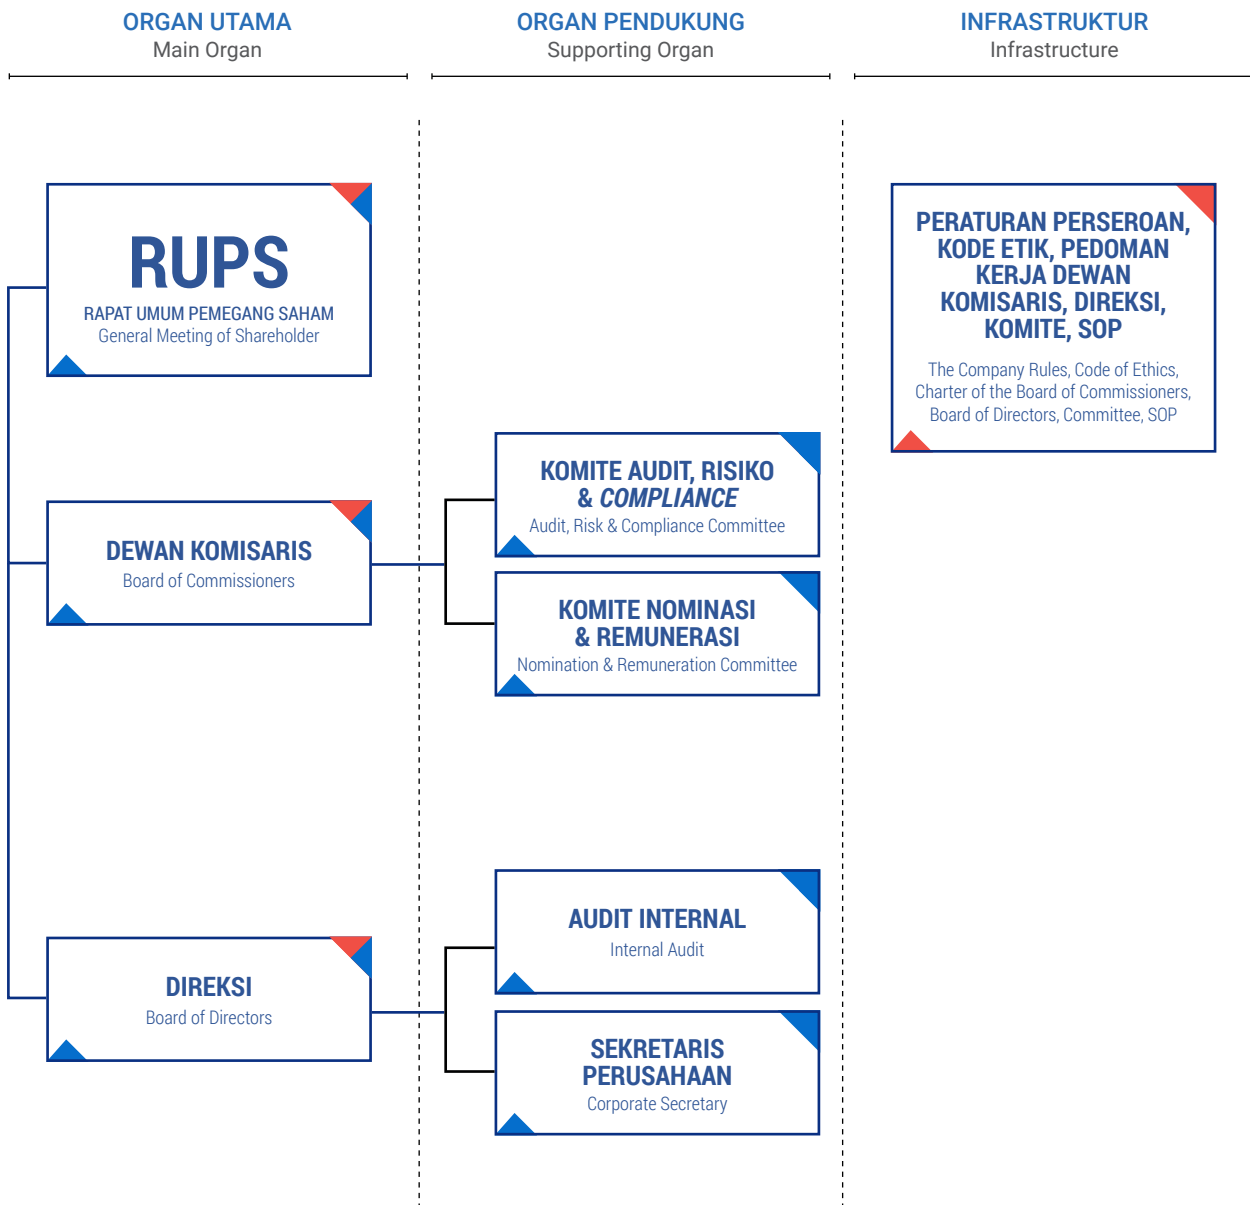 ORGAN UTAMA
Main Organ
ORGAN PENDUKUNG
Supporting Organ
INFRASTRUKTUR
Infrastructure
RUPS
RAPAT UMUM PEMEGANG SAHAM
General Meeting of Shareholder
DEWAN KOMISARIS
Board of Commissioners
DIREKSI
Board of Directors
KOMITE AUDIT, RISIKO
& COMPLIANCE
Audit, Risk & Compliance Committee
KOMITE NOMINASI
& REMUNERASI
Nomination & Remuneration Committee
AUDIT INTERNAL
Internal Audit
SEKRETARIS
PERUSAHAAN
Corporate Secretary
PERATURAN PERSEROAN,
KODE ETIK, PEDOMAN
KERJA DEWAN
KOMISARIS, DIREKSI,
KOMITE, SOP
The Company Rules, Code of Ethics,
Charter of the Board of Commissioners,
Board of Directors, Committee, SOP